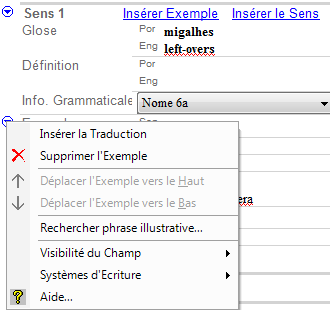 Sens 1 Insérer Exemple Insérer le Sens
Glose Por migalhes
Eng left-overs
Définition Por
Eng
Info. Grammaticale Nome 6a
Insérer la Traduction
Supprimer l'Exemple
Déplacer l'Exemple vers le Haut
Déplacer l'Exemple vers le Bas
Rechercher phrase illustrative...
Visibilité du Champ
Systèmes d'Ecriture
Aide...